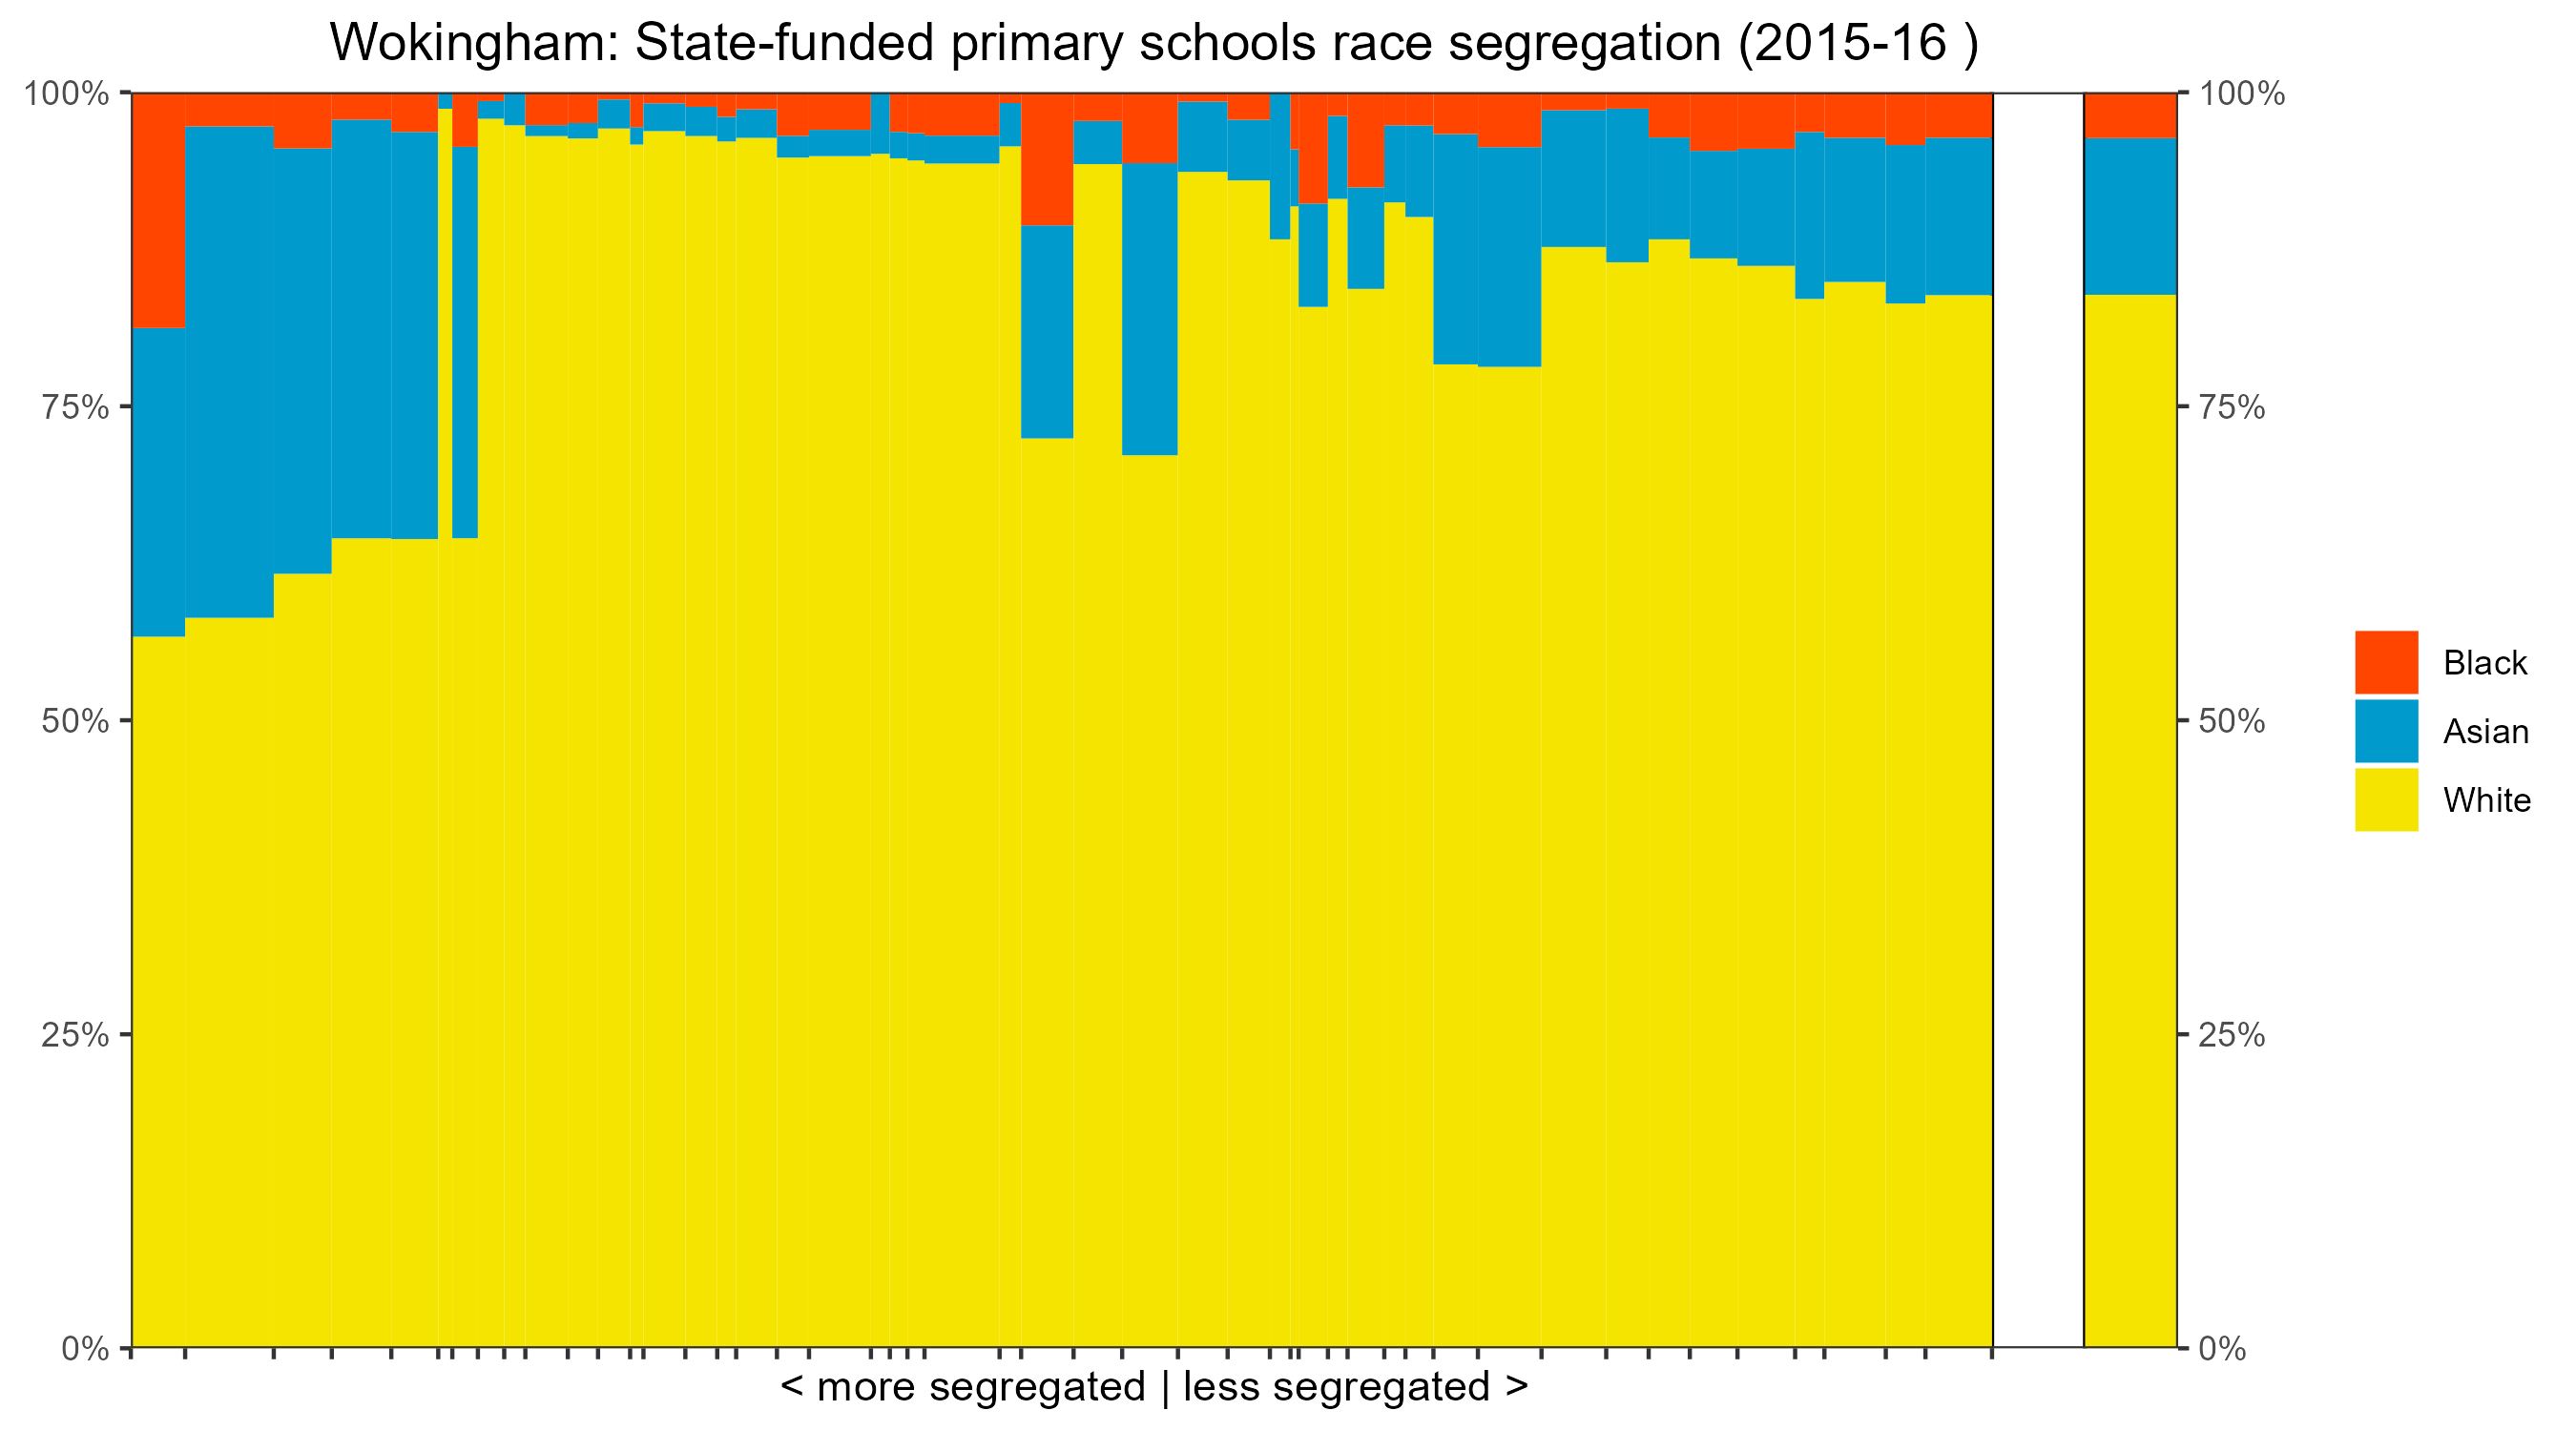 Wokingham: State-funded primary schools race segregation (2015-16 )
100%
75%
50%
25%
0%
100%
75%
50%
25%
0%
Black
Asian
White
< more segregated | less segregated >